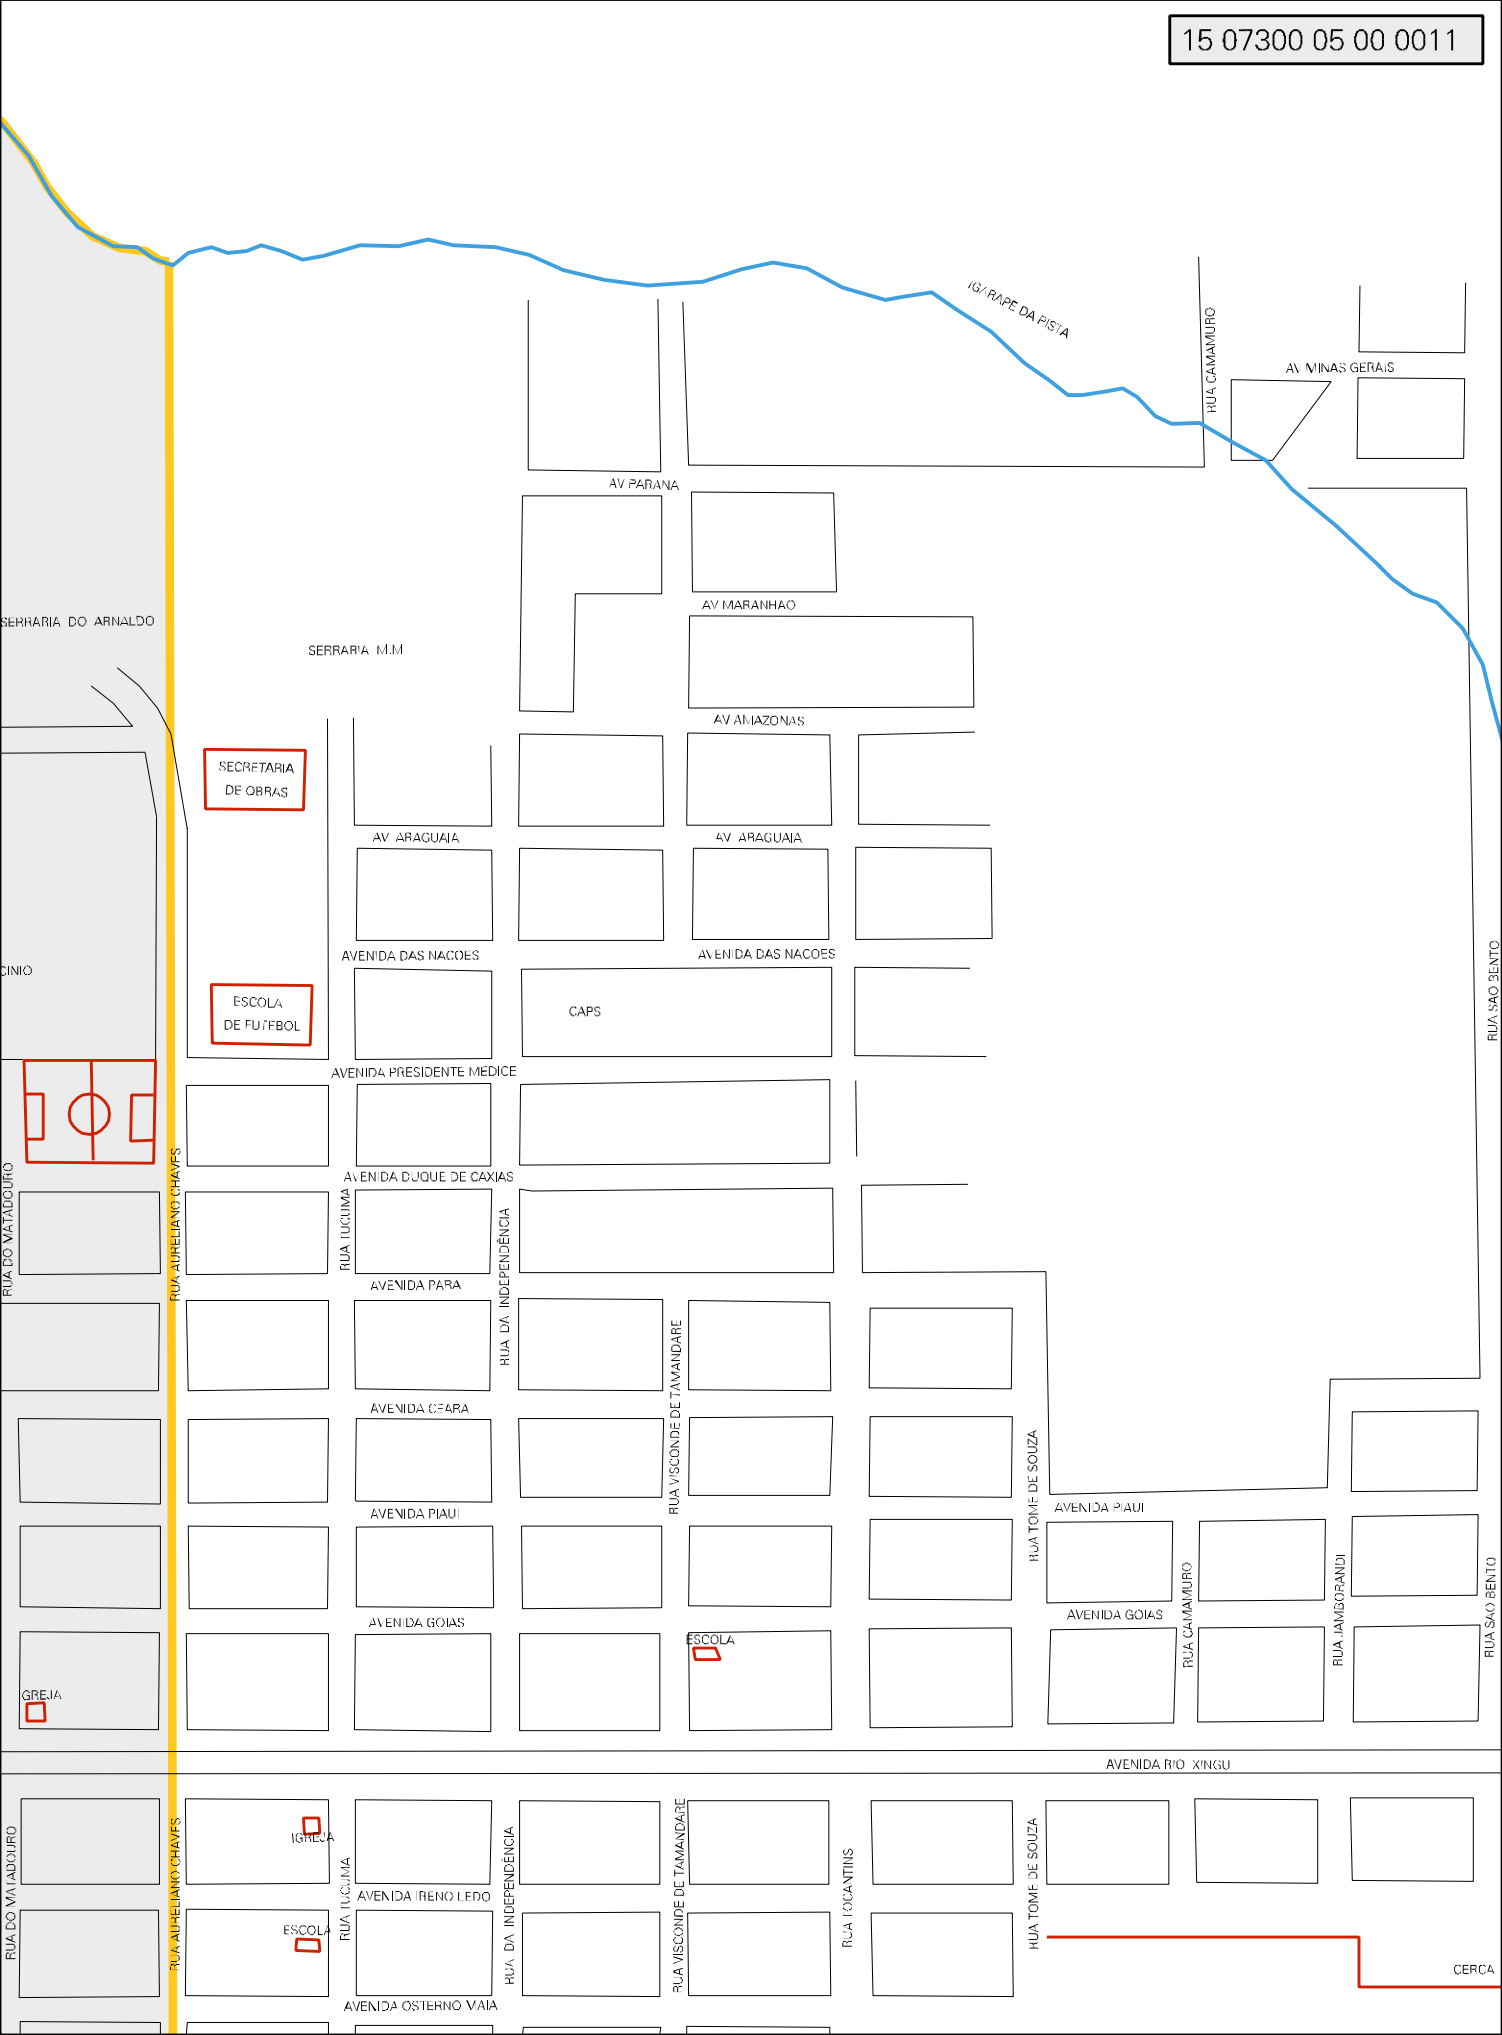 15 07300 05 00 0011
IGARAPE DA PISTA
RUA CAMAMURO
AV MINAS GERAIS
AV PARANA
AV MARANHAO
SERRARIA DO ARNALDO
SERRARIA M.M
AV AMAZONAS
SECRETARIA
DE OBRAS
AV ARAGUAIA
AV ARAGUAIA
AVENIDA DAS NACOES
AVENIDA DAS NACOES
CINIO
RUA SAO BENTO
ESCOLA
DE FUTEBOL
CAPS
AVENIDA PRESIDENTE MEDICE
AVENIDA DUQUE DE CAXIAS
RUA DO MATADOURO
RUA AURELIANO CHAVES
RUA TUCUMA
RUA DA INDEPENDÊNCIA
AVENIDA PARA
RUA VISCONDE DE TAMANDARE
AVENIDA CEARA
RUA TOME DE SOUZA
AVENIDA PIAUI
AVENIDA PIAUI
RUA CAMAMURO
RUA JAMBORANDI
RUA SAO BENTO
AVENIDA GOIAS
AVENIDA GOIAS
ESCOLA
GREJA
AVENIDA RIO XINGU
RUA DO MATADOURO
RUA AURELIANO CHAVES
IGREJA
RUA TUCUMA
AVENIDA IRENO LEDO
RUA DA INDEPENDÊNCIA
RUA VISCONDE DE TAMANDARE
RUA TOCANTINS
RUA TOME DE SOUZA
ESCOLA
CERCA
AVENIDA OSTERNO MAIA